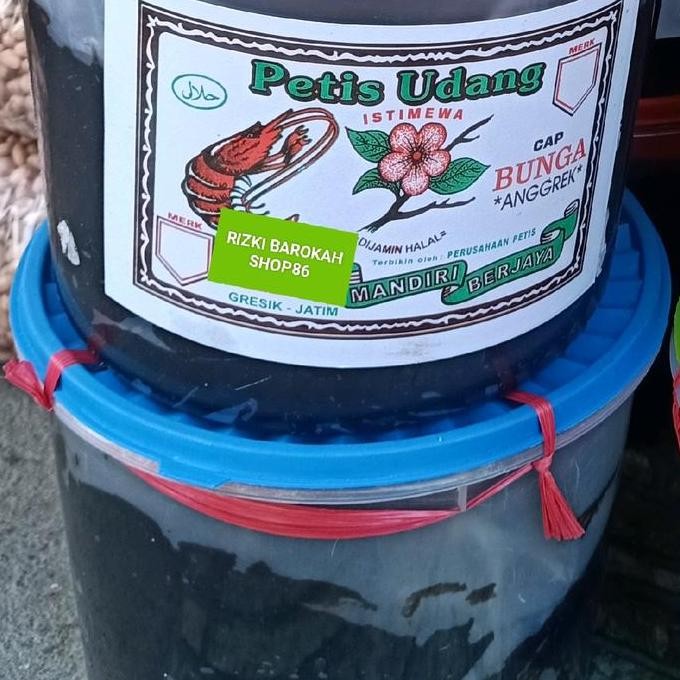 Petis Udang
ISTIMEWA
حلال
MERK
CAP
BUNGA
*ANGGREK*
MERK
RIZKI BAROKAH
SHOP86
DIJAMIN HALAL
Terbikin oleh : PERUSAHAAN PETIS
MANDIRI BERJAYA
GRESIK - JATIM